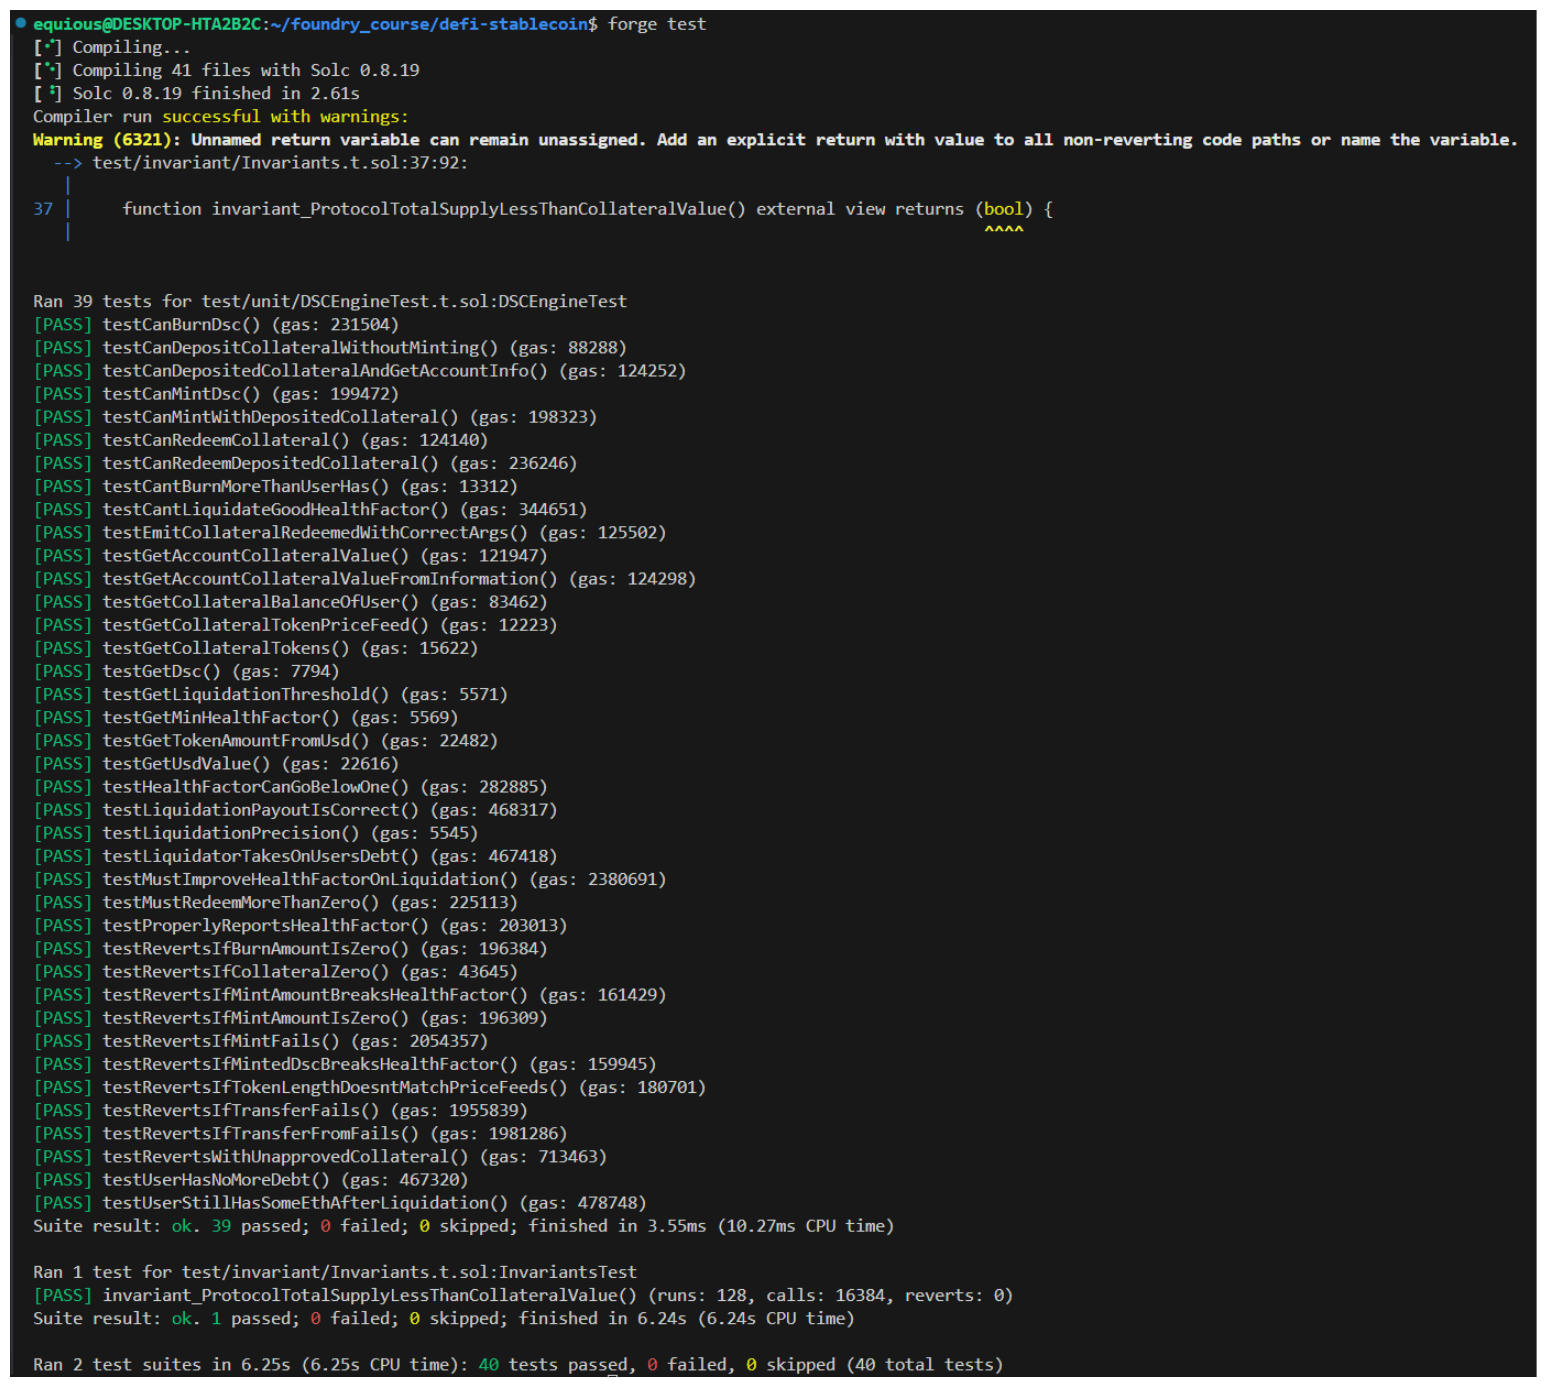 equious@DESKTOP-HTA2B2C:~/foundry_course/defi-stablecoin$ forge test
[⠊] Compiling...
[⠑] Compiling 41 files with Solc 0.8.19
[⠘] Solc 0.8.19 finished in 2.61s
Compiler run successful with warnings:
Warning (6321): Unnamed return variable can remain unassigned. Add an explicit return with value to all non-reverting code paths or name the variable.
--> test/invariant/Invariants.t.sol:37:92:
|
37 | function invariant_ProtocolTotalSupplyLessThanCollateralValue() external view returns (bool) {
| ^^^^
Ran 39 tests for test/unit/DSCEngineTest.t.sol:DSCEngineTest
[PASS] testCanBurnDsc() (gas: 231504)
[PASS] testCanDepositCollateralWithoutMinting() (gas: 88288)
[PASS] testCanDepositedCollateralAndGetAccountInfo() (gas: 124252)
[PASS] testCanMintDsc() (gas: 199472)
[PASS] testCanMintWithDepositedCollateral() (gas: 198323)
[PASS] testCanRedeemCollateral() (gas: 124140)
[PASS] testCanRedeemDepositedCollateral() (gas: 236246)
[PASS] testCantBurnMoreThanUserHas() (gas: 13312)
[PASS] testCantLiquidateGoodHealthFactor() (gas: 344651)
[PASS] testEmitCollateralRedeemedWithCorrectArgs() (gas: 125502)
[PASS] testGetAccountCollateralValue() (gas: 121947)
[PASS] testGetAccountCollateralValueFromInformation() (gas: 124298)
[PASS] testGetCollateralBalanceOfUser() (gas: 83462)
[PASS] testGetCollateralTokenPriceFeed() (gas: 12223)
[PASS] testGetCollateralTokens() (gas: 15622)
[PASS] testGetDsc() (gas: 7794)
[PASS] testGetLiquidationThreshold() (gas: 5571)
[PASS] testGetMinHealthFactor() (gas: 5569)
[PASS] testGetTokenAmountFromUsd() (gas: 22482)
[PASS] testGetUsdValue() (gas: 22616)
[PASS] testHealthFactorCanGoBelowOne() (gas: 282885)
[PASS] testLiquidationPayoutIsCorrect() (gas: 468317)
[PASS] testLiquidationPrecision() (gas: 5545)
[PASS] testLiquidatorTakesOnUsersDebt() (gas: 467418)
[PASS] testMustImproveHealthFactorOnLiquidation() (gas: 2380691)
[PASS] testMustRedeemMoreThanZero() (gas: 225113)
[PASS] testProperlyReportsHealthFactor() (gas: 203013)
[PASS] testRevertsIfBurnAmountIsZero() (gas: 196384)
[PASS] testRevertsIfCollateralZero() (gas: 43645)
[PASS] testRevertsIfMintAmountBreaksHealthFactor() (gas: 161429)
[PASS] testRevertsIfMintAmountIsZero() (gas: 196309)
[PASS] testRevertsIfMintFails() (gas: 2054357)
[PASS] testRevertsIfMintedDscBreaksHealthFactor() (gas: 159945)
[PASS] testRevertsIfTokenLengthDoesntMatchPriceFeeds() (gas: 180701)
[PASS] testRevertsIfTransferFails() (gas: 1955839)
[PASS] testRevertsIfTransferFromFails() (gas: 1981286)
[PASS] testRevertsWithUnapprovedCollateral() (gas: 713463)
[PASS] testUserHasNoMoreDebt() (gas: 467320)
[PASS] testUserStillHasSomeEthAfterLiquidation() (gas: 478748)
Suite result: ok. 39 passed; 0 failed; 0 skipped; finished in 3.55ms (10.27ms CPU time)
Ran 1 test for test/invariant/Invariants.t.sol:InvariantsTest
[PASS] invariant_ProtocolTotalSupplyLessThanCollateralValue() (runs: 128, calls: 16384, reverts: 0)
Suite result: ok. 1 passed; 0 failed; 0 skipped; finished in 6.24s (6.24s CPU time)
Ran 2 test suites in 6.25s (6.25s CPU time): 40 tests passed, 0 failed, 0 skipped (40 total tests)